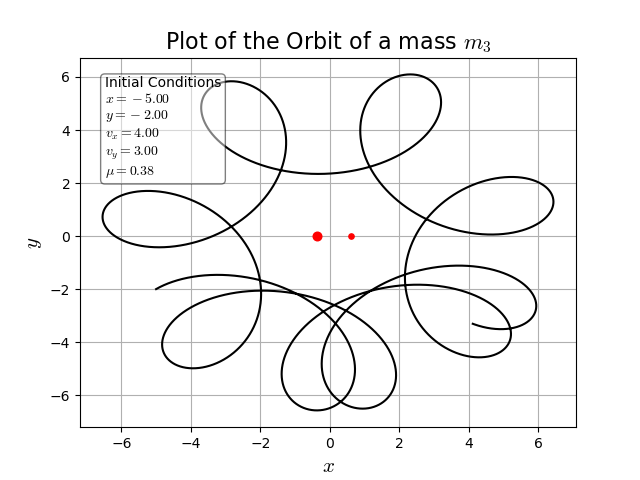 Plot of the Orbit of a mass m₃
Initial Conditions
x = −5.00
y = −2.00
vₓ = 4.00
v_y = 3.00
μ = 0.38
6
4
2
0
−2
−4
−6
y
−6
−4
−2
0
2
4
6
x